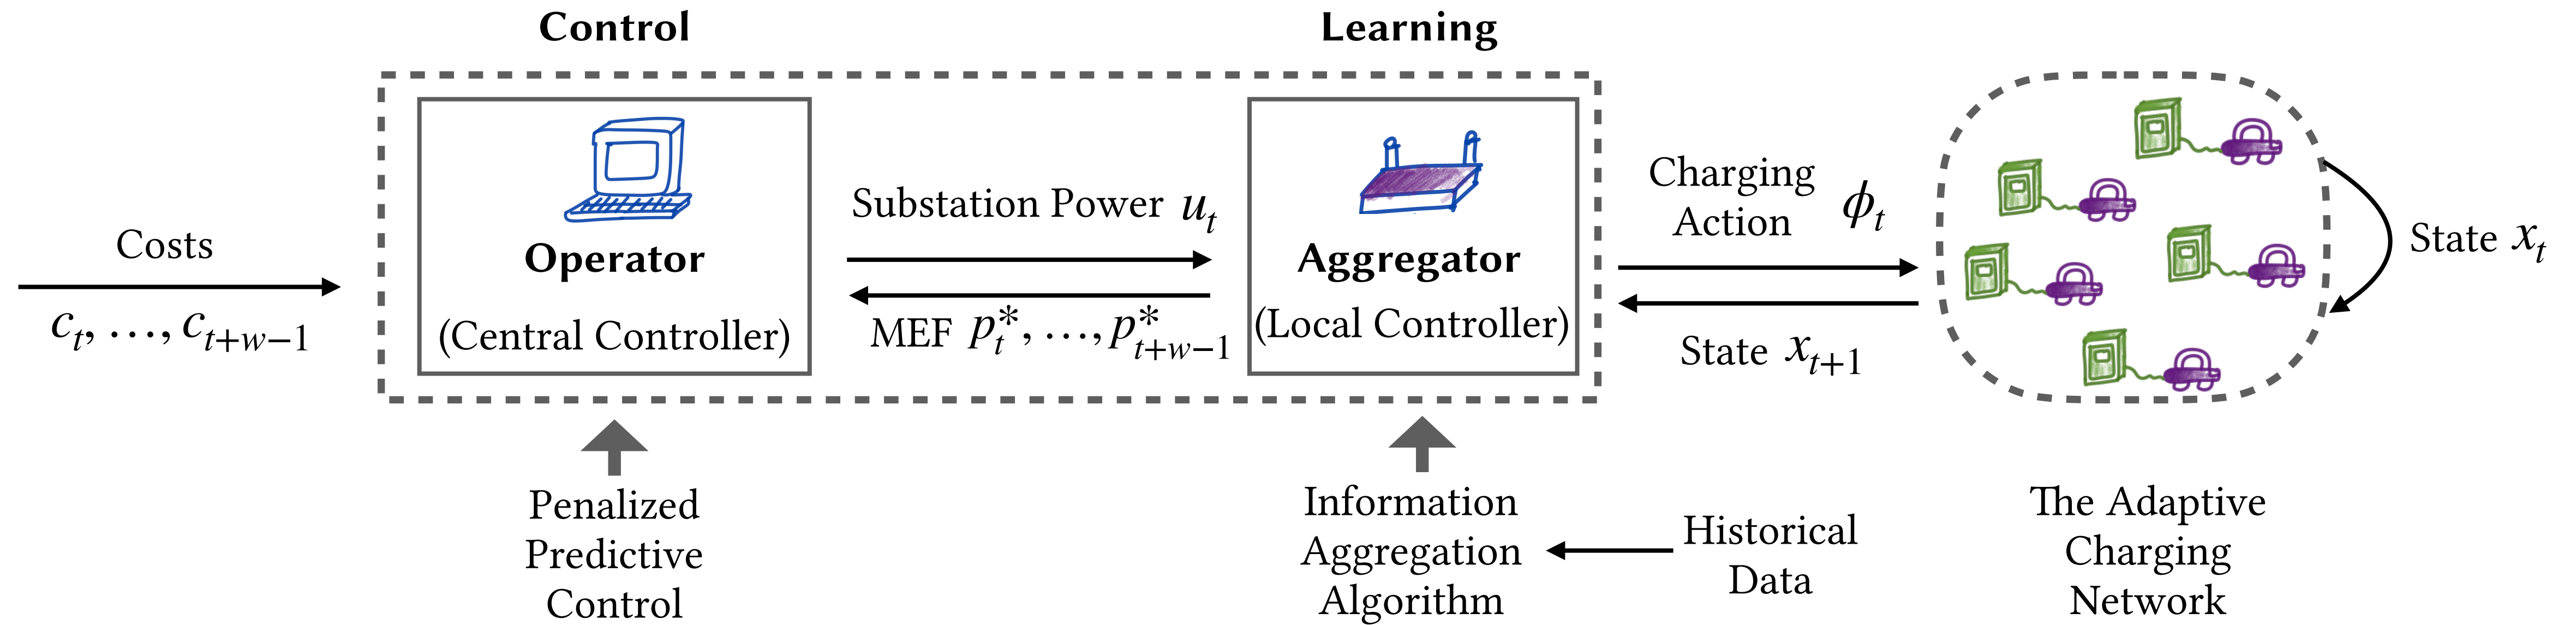 Control
Learning
Costs
c_t, …, c_{t+w−1}
Operator
(Central Controller)
Substation Power u_t
MEF p*_t, …, p*_{t+w−1}
Aggregator
(Local Controller)
Charging
Action ϕ_t
State x_{t+1}
State x_t
Penalized
Predictive
Control
Information
Aggregation
Algorithm
Historical
Data
The Adaptive
Charging
Network